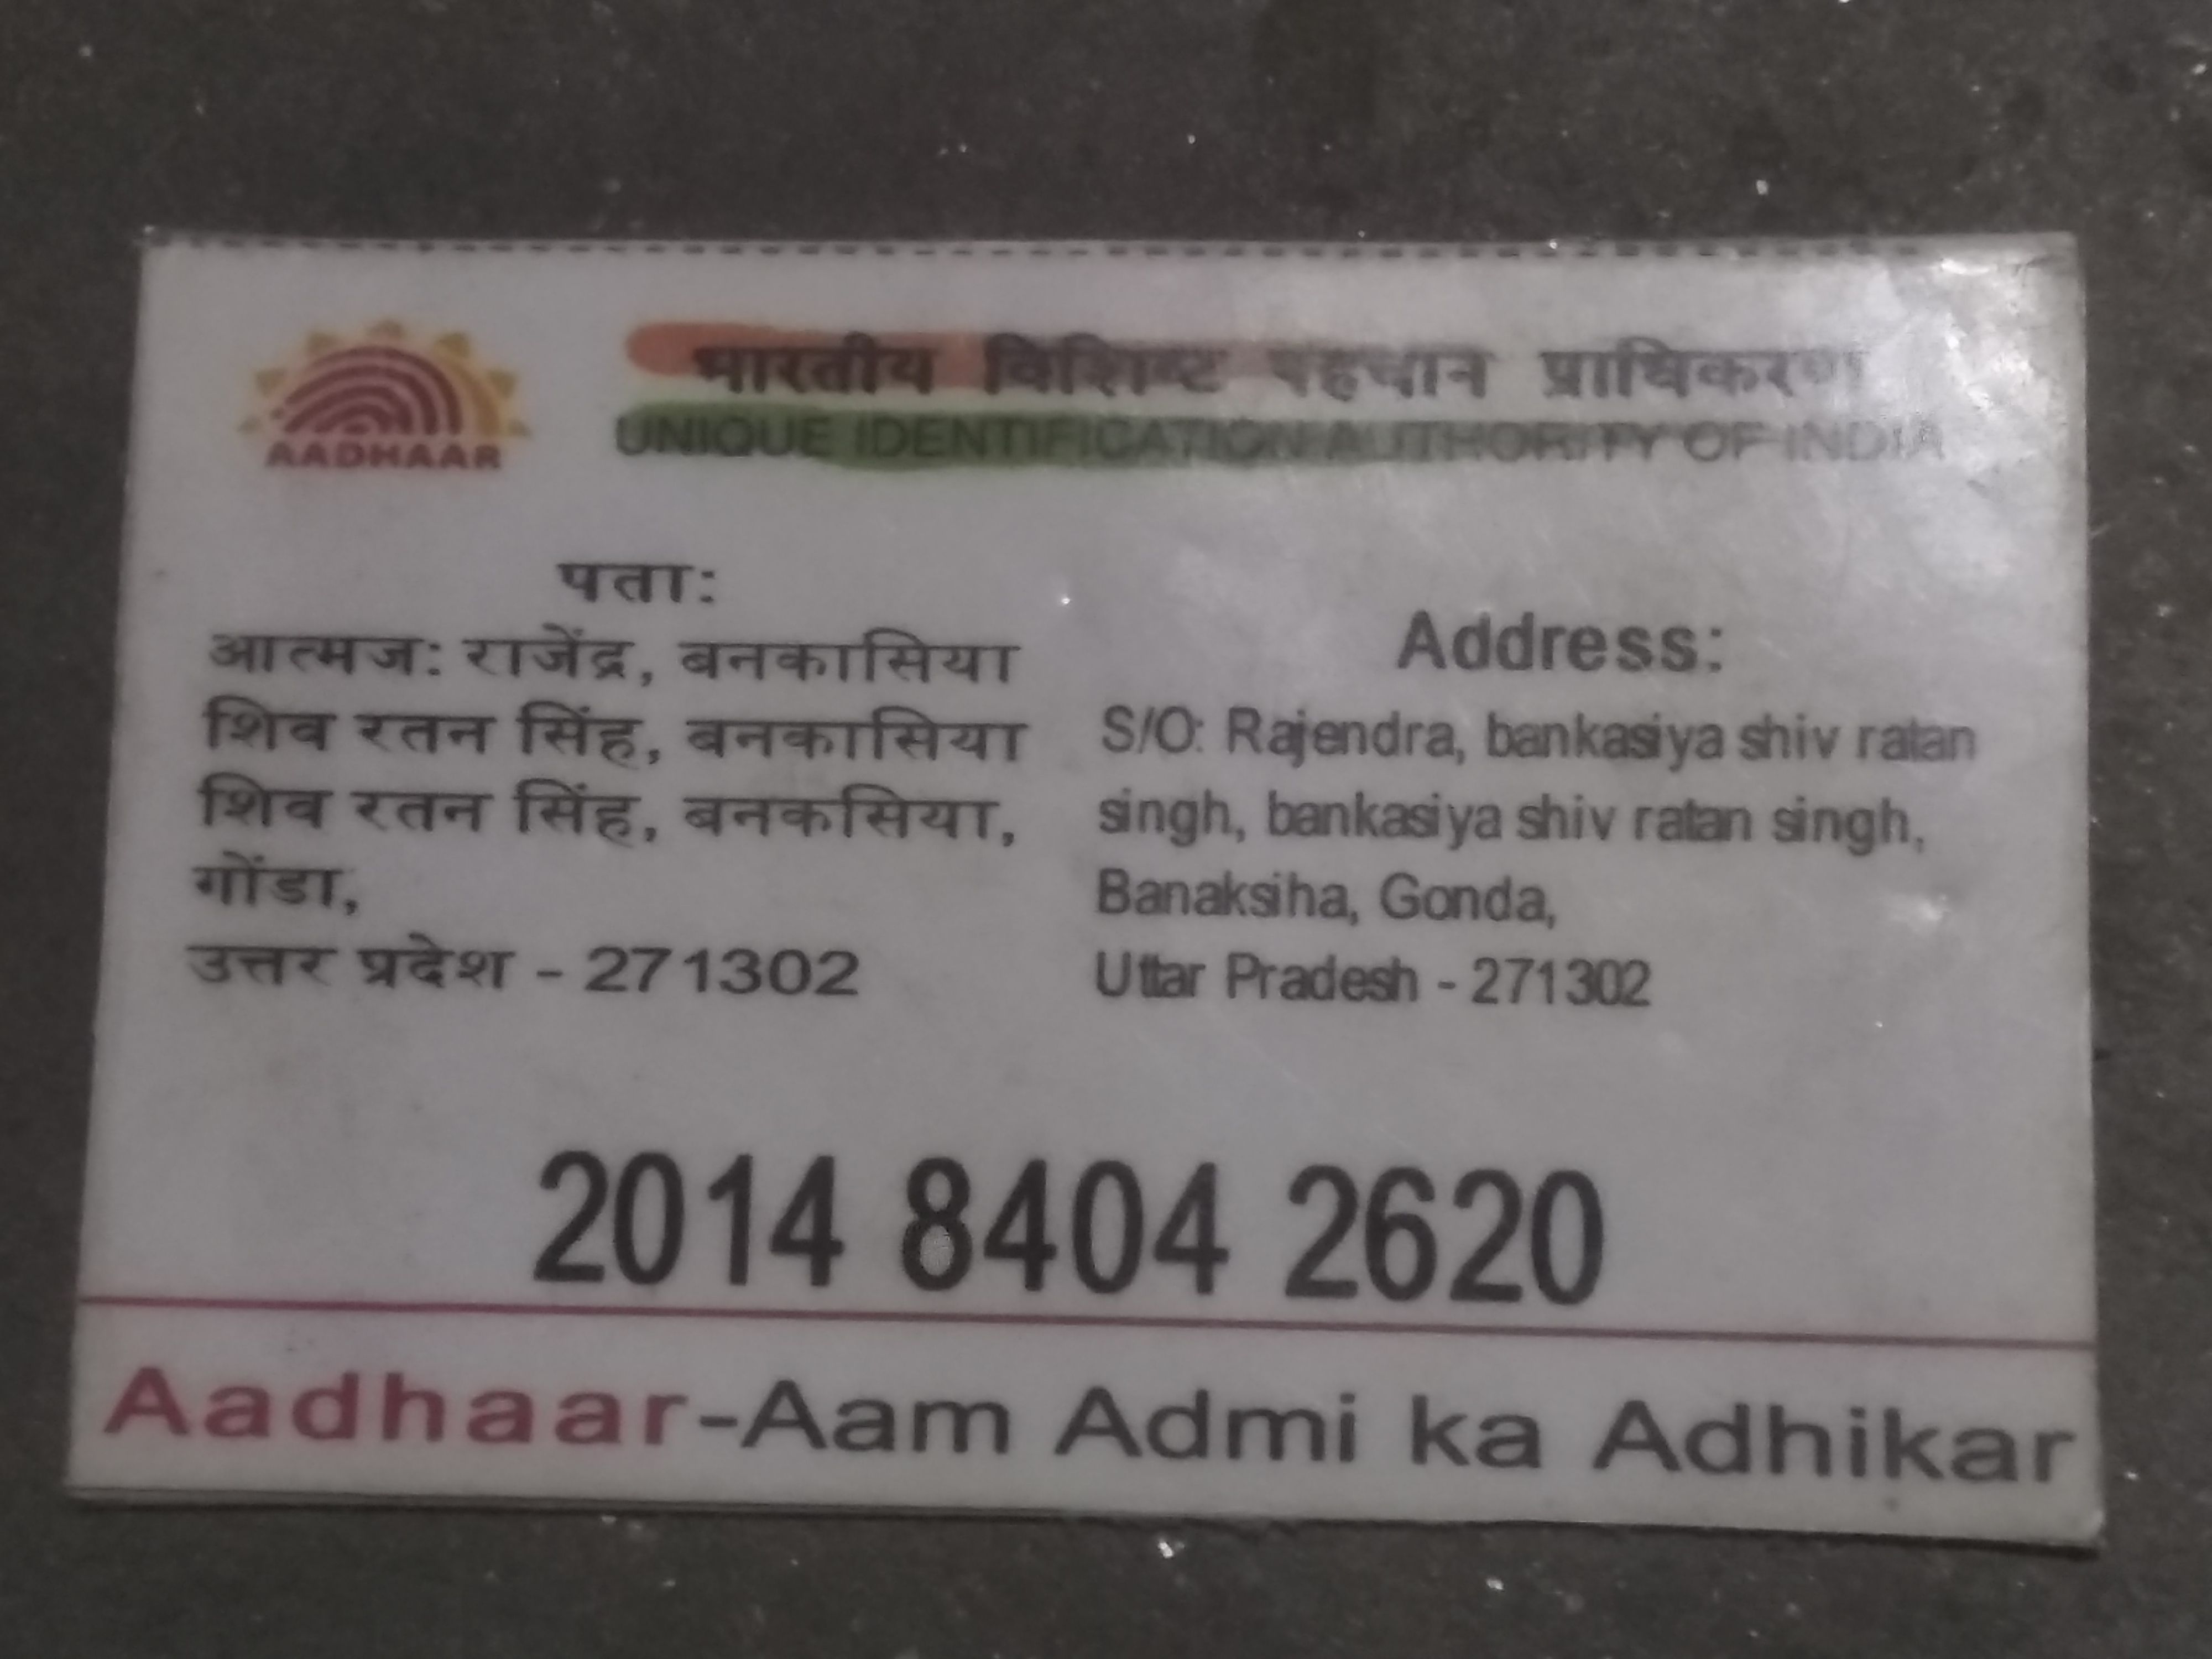 AADHAAR
भारतीय विशिष्ट पहचान प्राधिकरण
UNIQUE IDENTIFICATION AUTHORITY OF INDIA
पता:
आत्मज: राजेंद्र, बनकासिया
शिव रतन सिंह, बनकासिया
शिव रतन सिंह, बनकसिया,
गोंडा,
उत्तर प्रदेश - 271302
Address:
S/O: Rajendra, bankasiya shiv ratan
singh, bankasiya shiv ratan singh,
Banaksiha, Gonda,
Uttar Pradesh - 271302
2014 8404 2620
Aadhaar-Aam Admi ka Adhikar